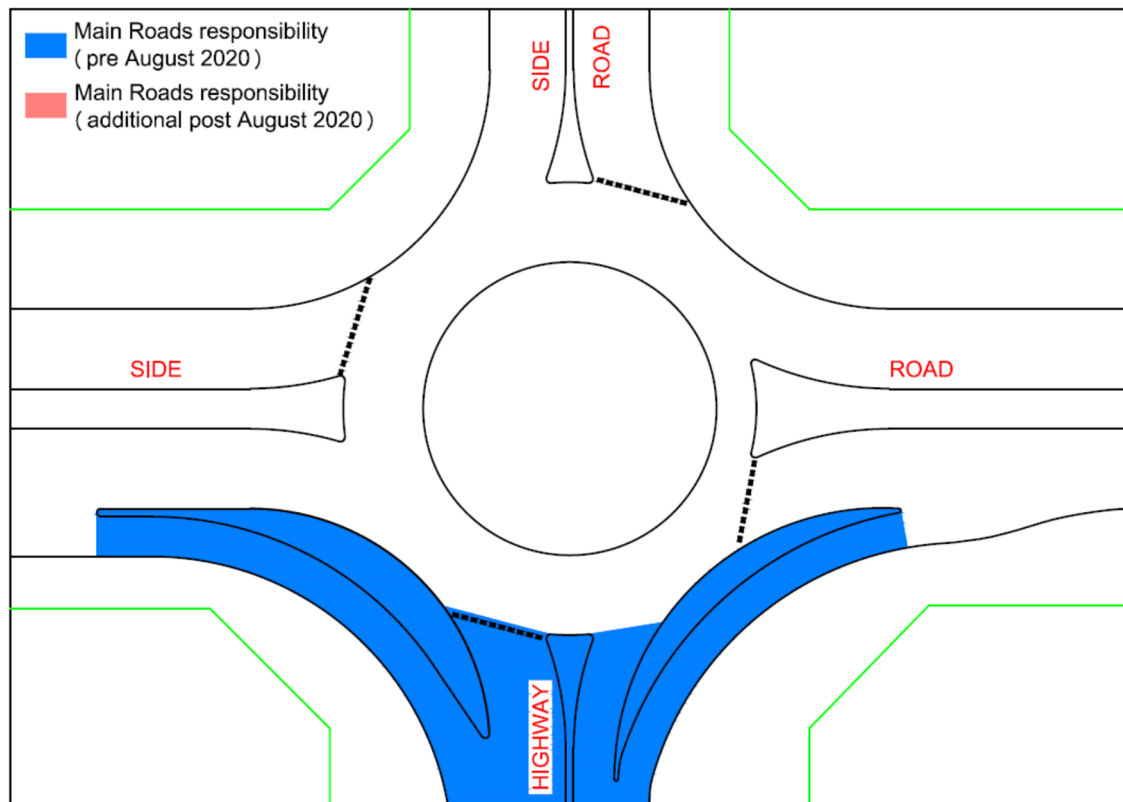 Main Roads responsibility
( pre August 2020 )
Main Roads responsibility
( additional post August 2020 )
SIDE
ROAD
SIDE
ROAD
HIGHWAY